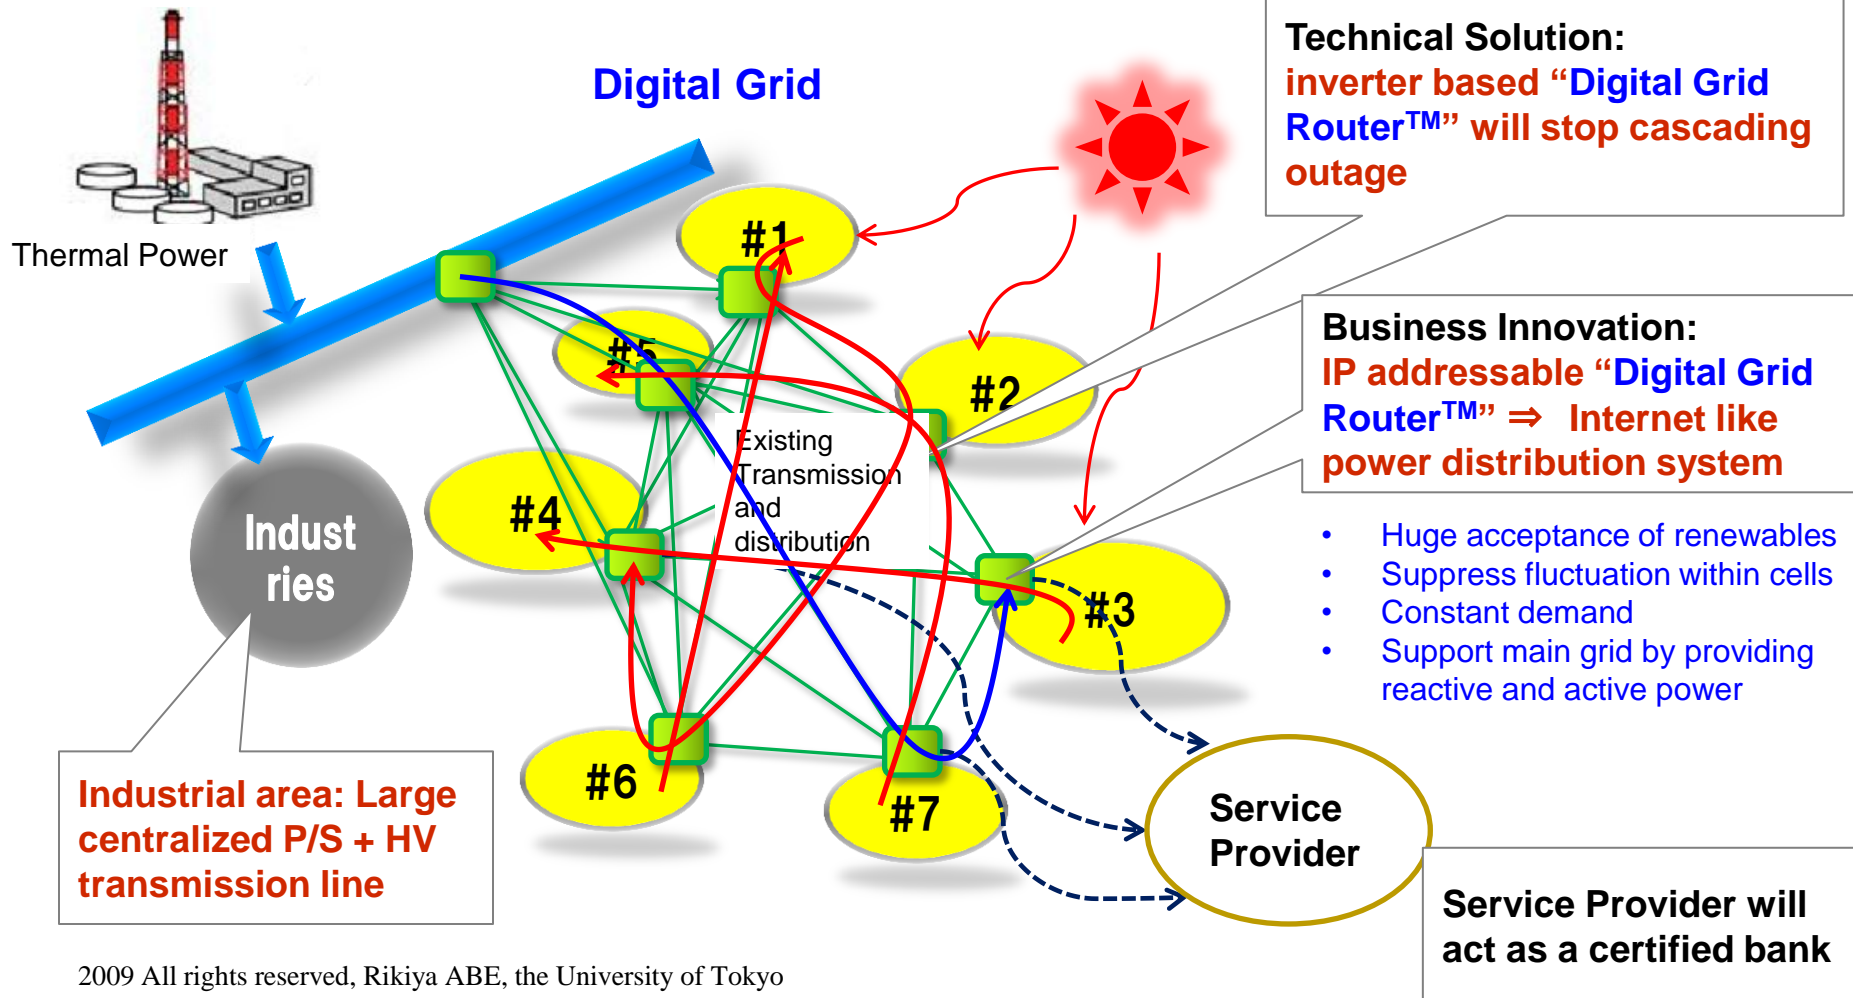 Digital Grid
Technical Solution:
inverter based “Digital Grid
Router™” will stop cascading
outage
Thermal Power
#1
#5
#2
Business Innovation:
IP addressable “Digital Grid
Router™” ⇒ Internet like
power distribution system
Existing
Transmission
and
distribution
#4
Indust
ries
#3
• Huge acceptance of renewables
• Suppress fluctuation within cells
• Constant demand
• Support main grid by providing
reactive and active power
#6
#7
Industrial area: Large
centralized P/S + HV
transmission line
Service
Provider
Service Provider will
act as a certified bank
2009 All rights reserved, Rikiya ABE, the University of Tokyo